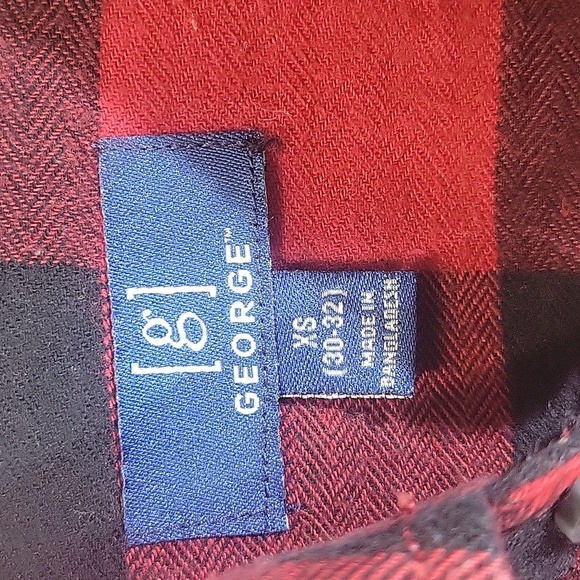 [g]
GEORGE™
XS
(30-32)
MADE IN
BANGLADESH